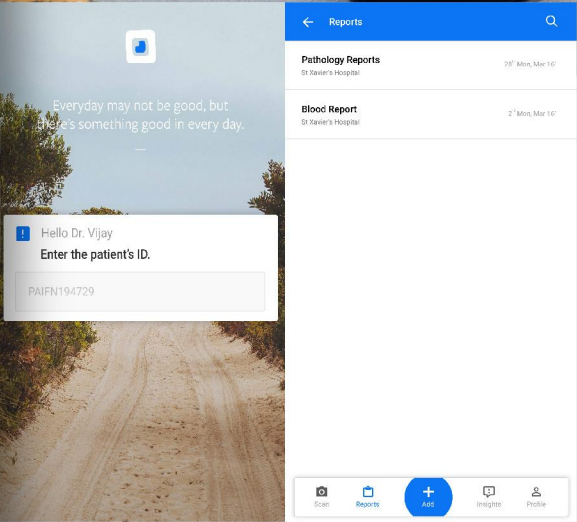 Everyday may not be good, but
there's something good in every day.
Hello Dr. Vijay
Enter the patient's ID.
PAIFN194729
Reports
Pathology Reports
St Xavier's Hospital
28th Mon, Mar 16'
Blood Report
St Xavier's Hospital
2nd Mon, Mar 16'
Scan
Reports
Add
Insights
Profile